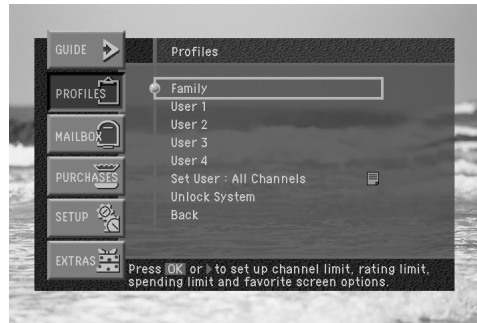 GUIDE
PROFILES
MAILBOX
PURCHASES
SETUP
EXTRAS
Profiles
Family
User 1
User 2
User 3
User 4
Set User : All Channels
Unlock System
Back
Press OK or to set up channel limit, rating limit,
spending limit and favorite screen options.